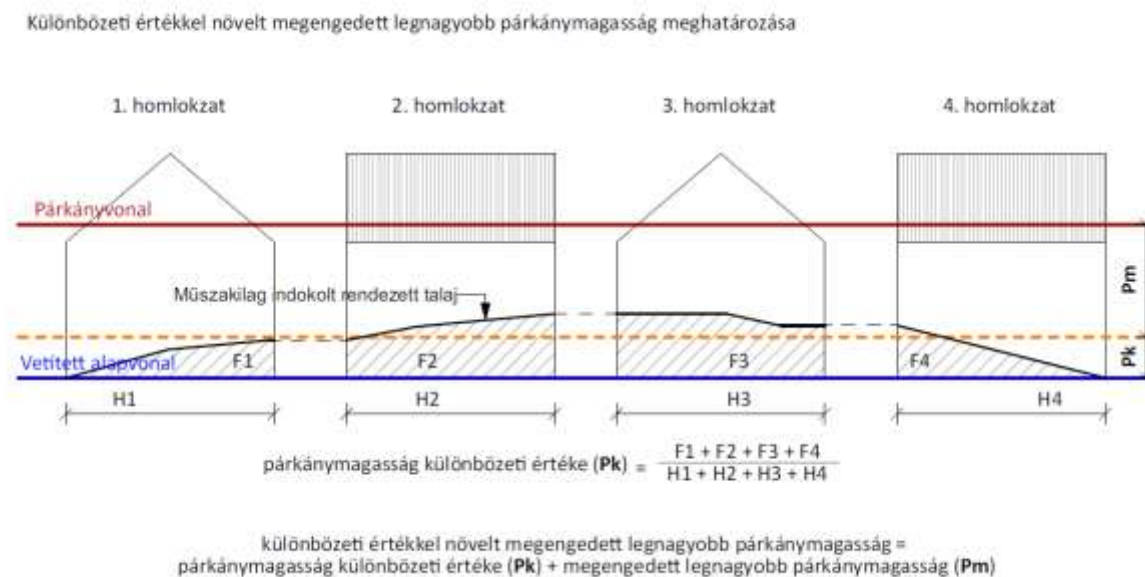 Különbözeti értékkel növelt megengedett legnagyobb párkánymagasság meghatározása
1. homlokzat 2. homlokzat 3. homlokzat 4. homlokzat
Párkányvonal
Pm
Műszakilag indokolt rendezett talaj
Vetített alapvonal F1 F2 F3 F4 Pk
H1 H2 H3 H4
párkánymagasság különbözeti értéke (Pk) = F1 + F2 + F3 + F4
H1 + H2 + H3 + H4
különbözeti értékkel növelt megengedett legnagyobb párkánymagasság =
párkánymagasság különbözeti értéke (Pk) + megengedett legnagyobb párkánymagasság (Pm)